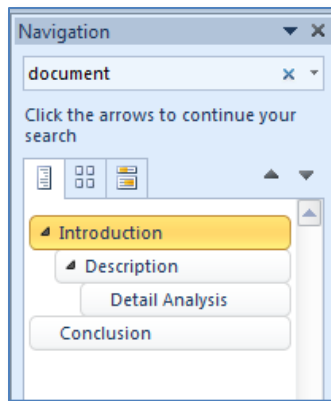 Navigation
document
Click the arrows to continue your
search
Introduction
Description
Detail Analysis
Conclusion